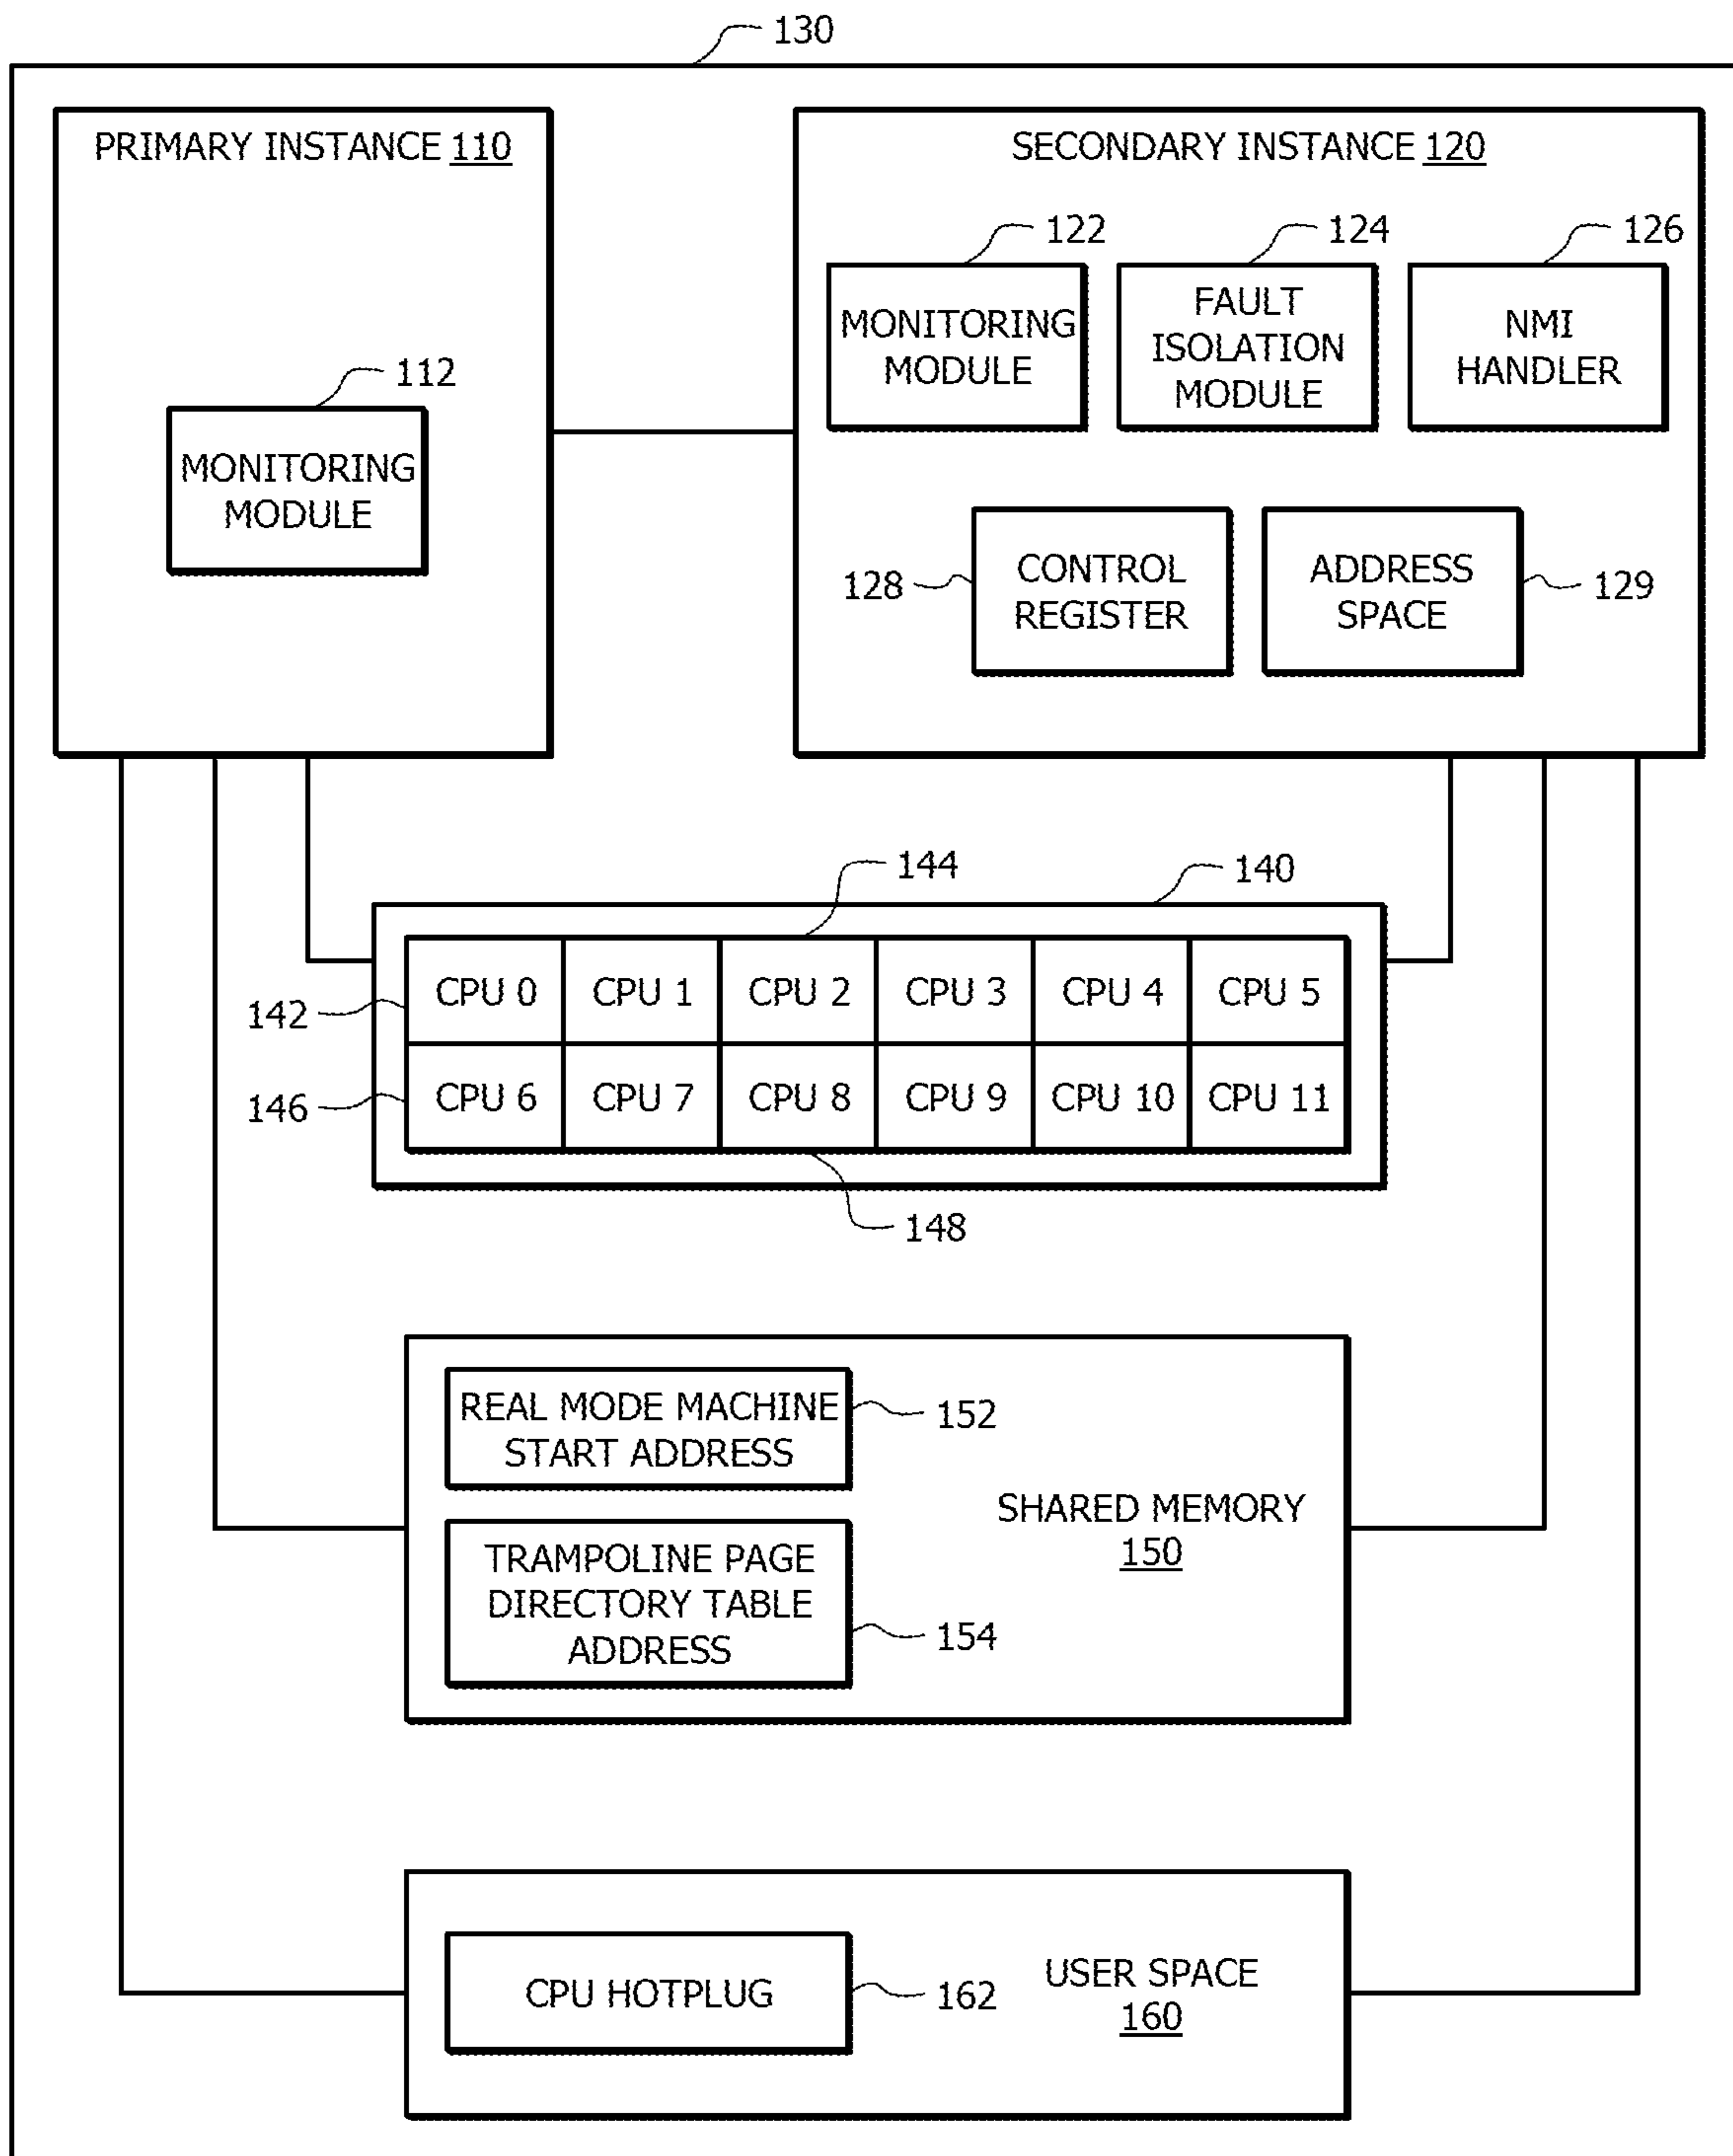 130
PRIMARY INSTANCE 110
112
MONITORING
MODULE
SECONDARY INSTANCE 120
122
MONITORING
MODULE
124
FAULT
ISOLATION
MODULE
126
NMI
HANDLER
128
CONTROL
REGISTER
ADDRESS
SPACE
129
144
140
142
CPU 0 CPU 1 CPU 2 CPU 3 CPU 4 CPU 5
146
CPU 6 CPU 7 CPU 8 CPU 9 CPU 10 CPU 11
148
REAL MODE MACHINE
START ADDRESS
152
SHARED MEMORY
150
TRAMPOLINE PAGE
DIRECTORY TABLE
ADDRESS
154
CPU HOTPLUG
162
USER SPACE
160